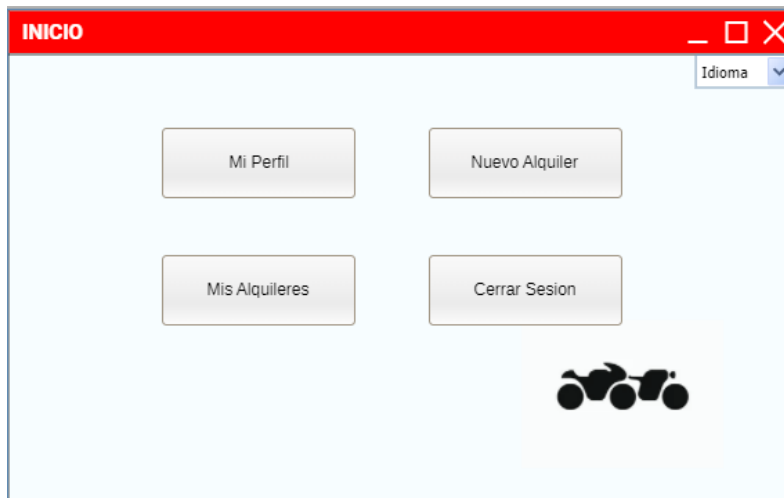 INICIO
Idioma
Mi Perfil
Nuevo Alquiler
Mis Alquileres
Cerrar Sesion